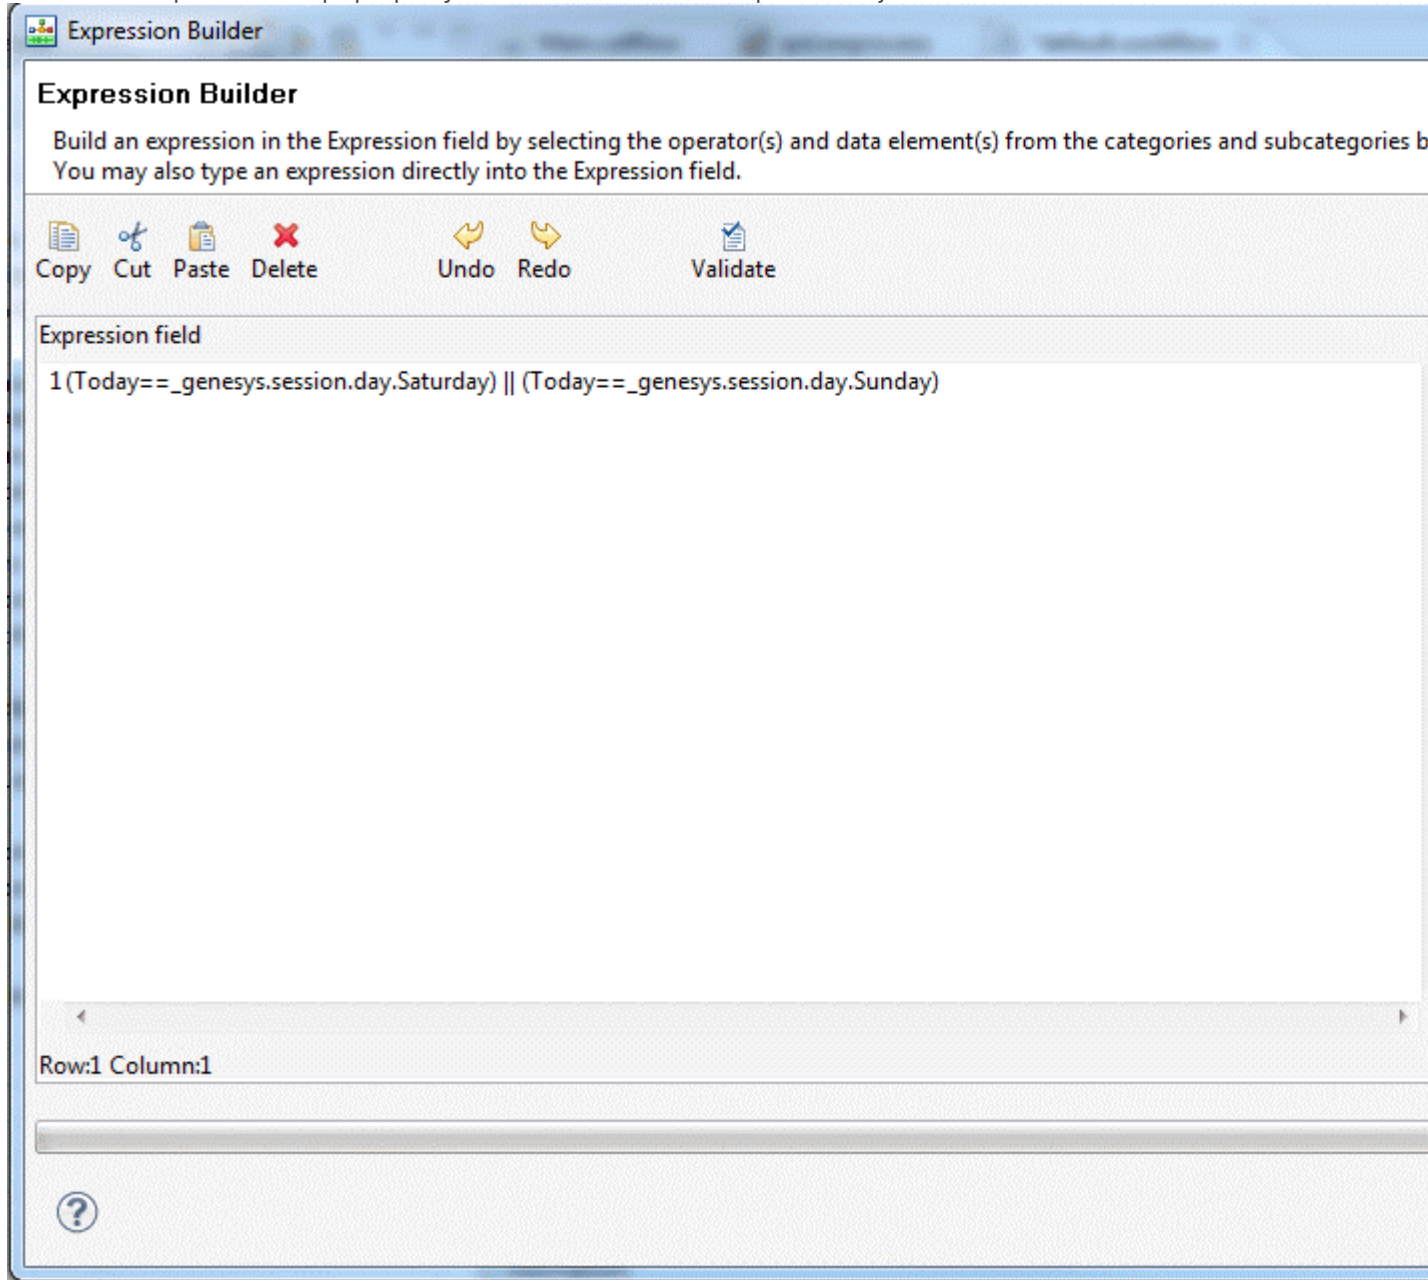 Expression Builder
Expression Builder
Build an expression in the Expression field by selecting the operator(s) and data element(s) from the categories and subcategories b
You may also type an expression directly into the Expression field.
Copy Cut Paste Delete Undo Redo Validate
Expression field
1 (Today==_genesys.session.day.Saturday) || (Today==_genesys.session.day.Sunday)
Row:1 Column:1
?